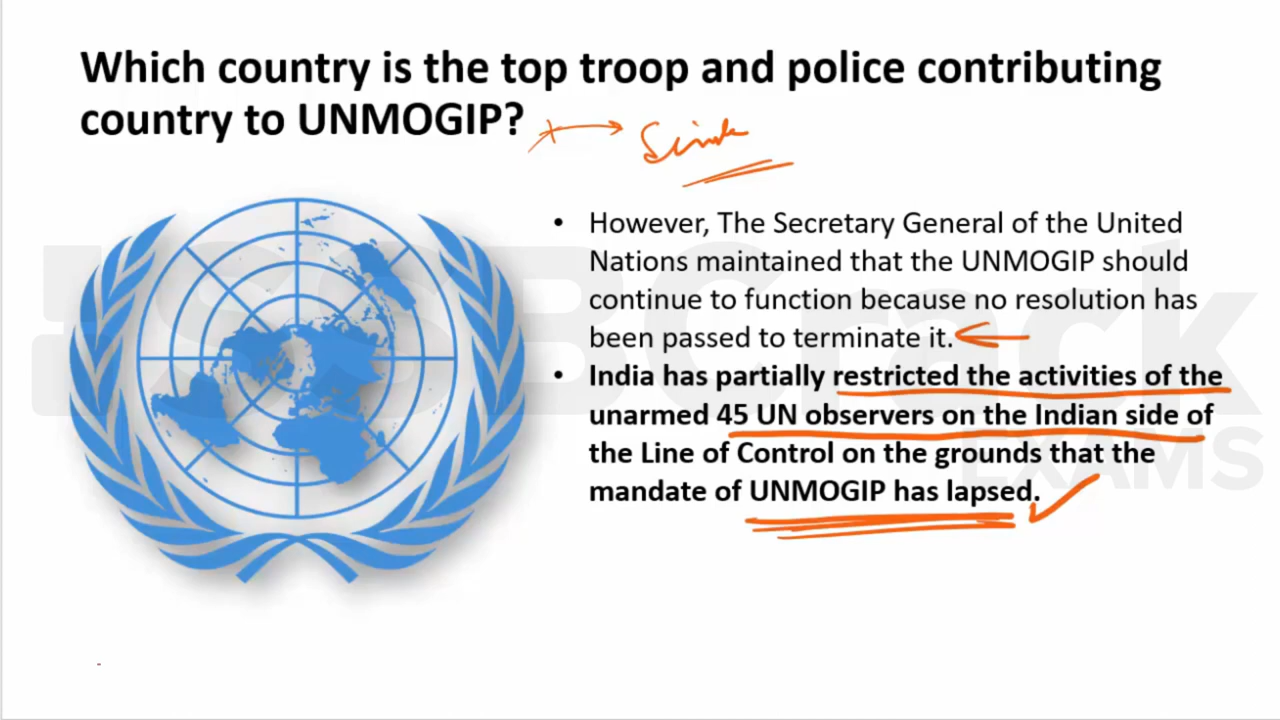 Which country is the top troop and police contributing
country to UNMOGIP?
• However, The Secretary General of the United
Nations maintained that the UNMOGIP should
continue to function because no resolution has
been passed to terminate it.
• India has partially restricted the activities of the
unarmed 45 UN observers on the Indian side of
the Line of Control on the grounds that the
mandate of UNMOGIP has lapsed.
SSBCrack
EXAMS